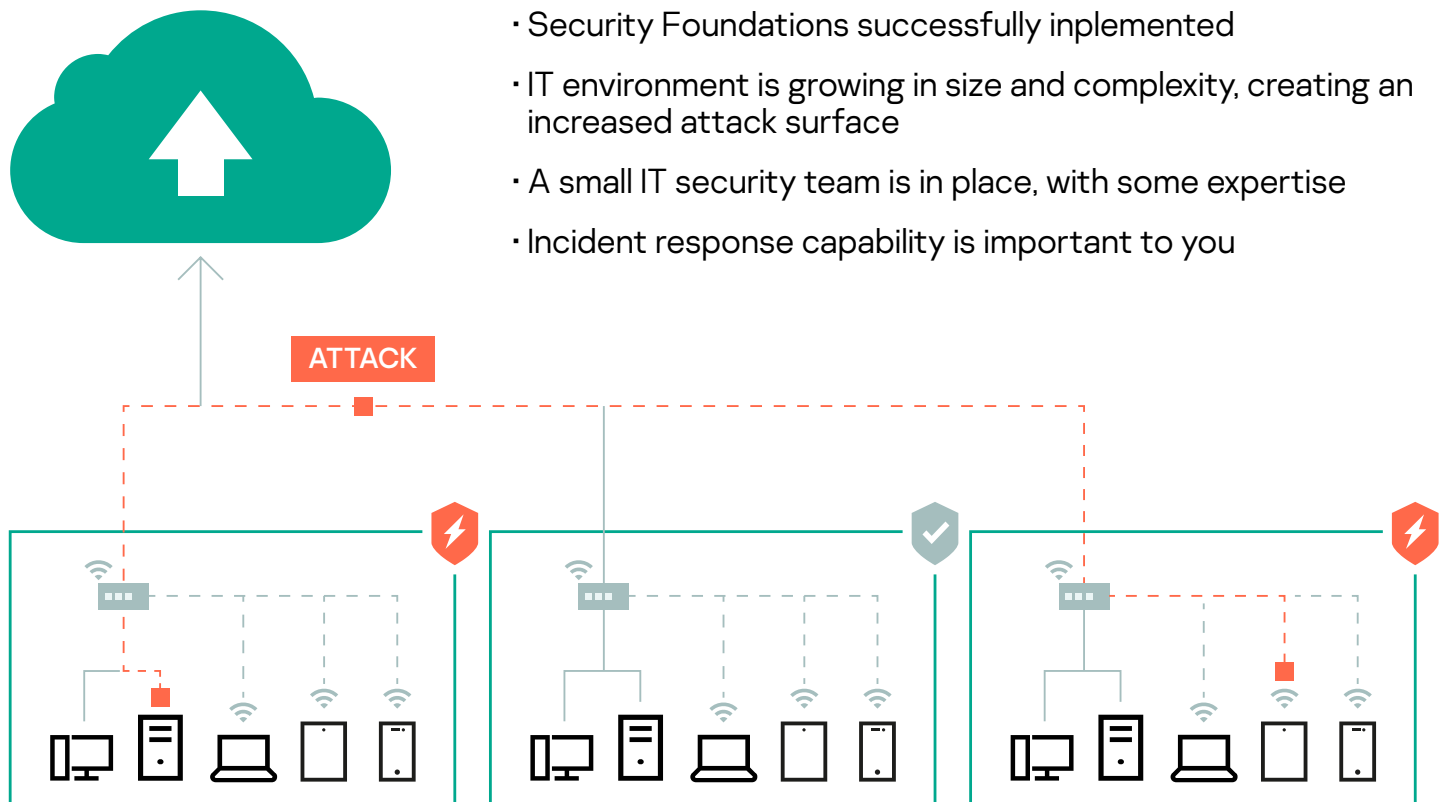 · Security Foundations successfully inplemented
· IT environment is growing in size and complexity, creating an
increased attack surface
· A small IT security team is in place, with some expertise
· Incident response capability is important to you
ATTACK